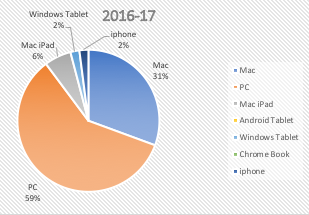 2016-17
Windows Tablet
2%
iphone
2%
Mac iPad
6%
Mac
31%
PC
59%
Mac
PC
Mac iPad
Android Tablet
Windows Tablet
Chrome Book
iphone